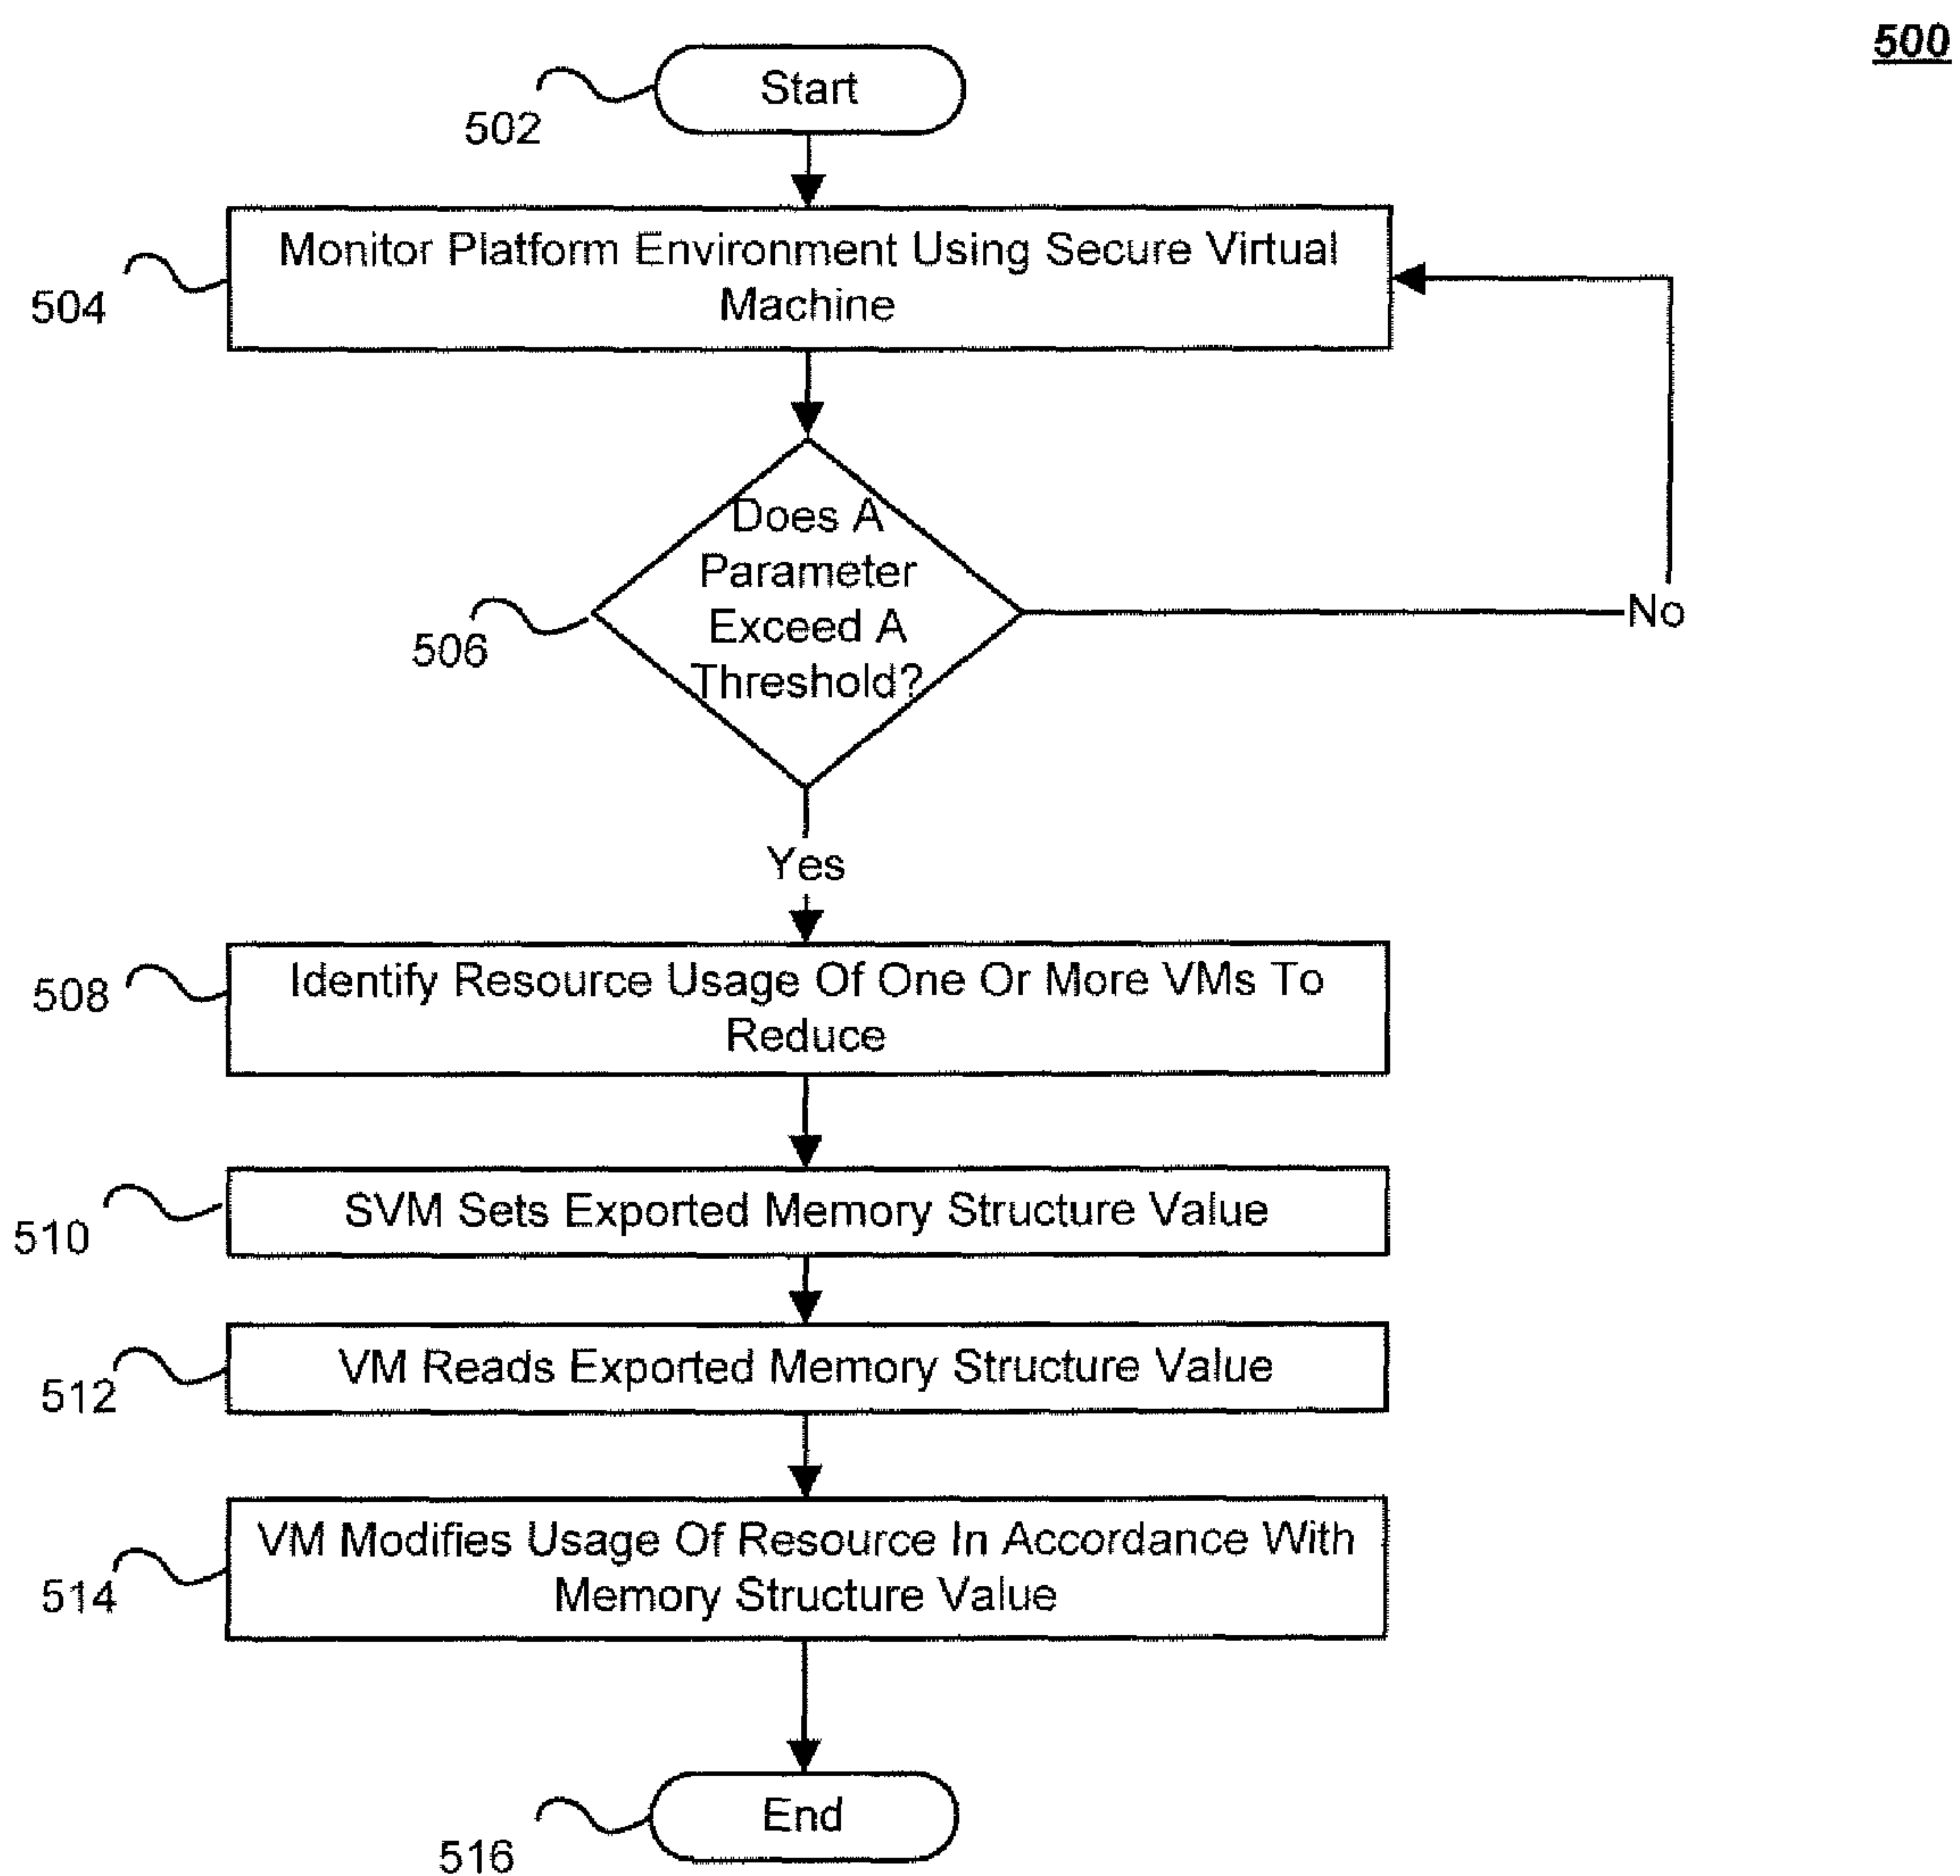 500
Start
502
Monitor Platform Environment Using Secure Virtual
Machine
504
Does A
Parameter
Exceed A
Threshold?
506
No
Yes
Identify Resource Usage Of One Or More VMs To
Reduce
508
SVM Sets Exported Memory Structure Value
510
VM Reads Exported Memory Structure Value
512
VM Modifies Usage Of Resource In Accordance With
Memory Structure Value
514
End
516